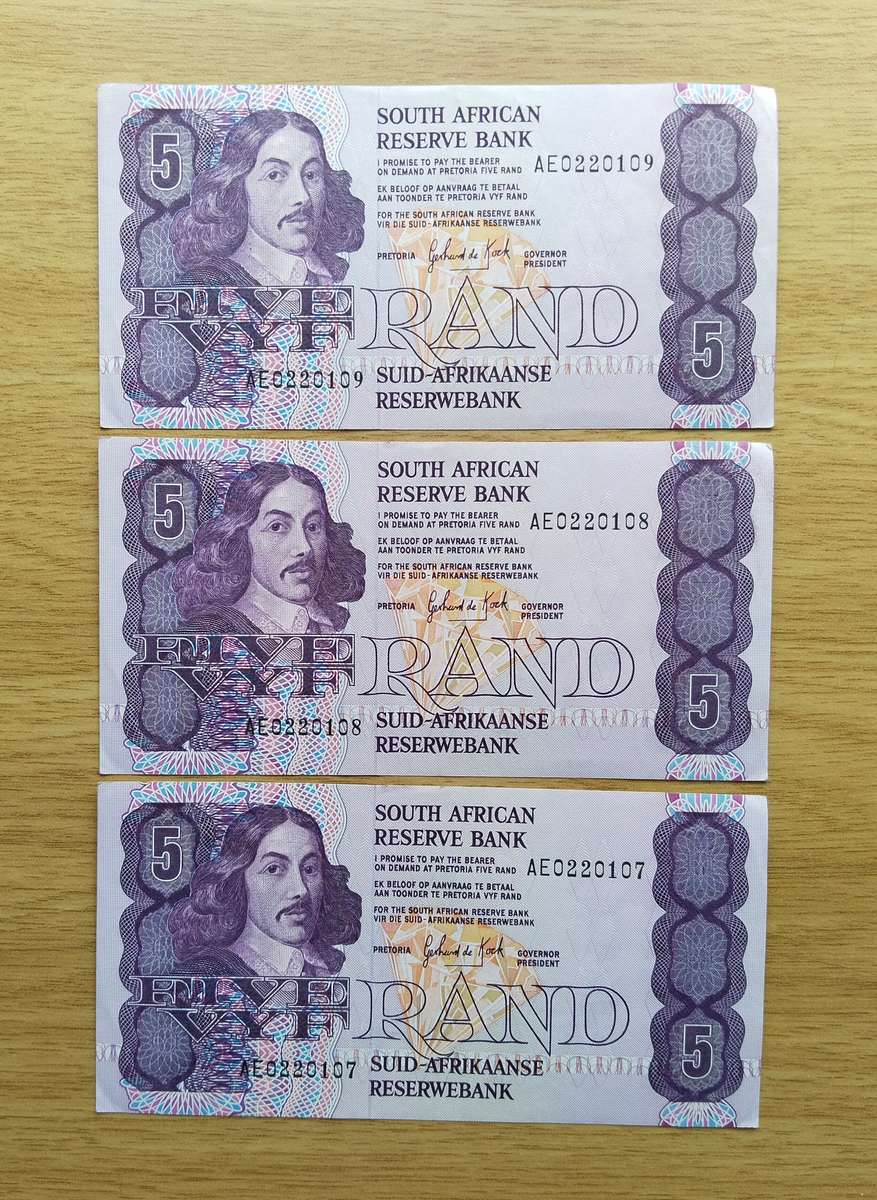 5
SOUTH AFRICAN
RESERVE BANK
I PROMISE TO PAY THE BEARER
ON DEMAND AT PRETORIA FIVE RAND AE0220109
EK BELOOF OP AANVRAAG TE BETAAL
AAN TOONDER TE PRETORIA VYF RAND
FOR THE SOUTH AFRICAN RESERVE BANK
VIR DIE SUID-AFRIKAANSE RESERWEBANK
PRETORIA Gerhard de Kock GOVERNOR
PRESIDENT
FIVE RAND
VYF
5
AE0220109 SUID-AFRIKAANSE
RESERWEBANK
5
SOUTH AFRICAN
RESERVE BANK
I PROMISE TO PAY THE BEARER
ON DEMAND AT PRETORIA FIVE RAND AE0220108
EK BELOOF OP AANVRAAG TE BETAAL
AAN TOONDER TE PRETORIA VYF RAND
FOR THE SOUTH AFRICAN RESERVE BANK
VIR DIE SUID-AFRIKAANSE RESERWEBANK
PRETORIA Gerhard de Kock GOVERNOR
PRESIDENT
FIVE RAND
VYF
5
AE0220108 SUID-AFRIKAANSE
RESERWEBANK
5
SOUTH AFRICAN
RESERVE BANK
I PROMISE TO PAY THE BEARER
ON DEMAND AT PRETORIA FIVE RAND AE0220107
EK BELOOF OP AANVRAAG TE BETAAL
AAN TOONDER TE PRETORIA VYF RAND
FOR THE SOUTH AFRICAN RESERVE BANK
VIR DIE SUID-AFRIKAANSE RESERWEBANK
PRETORIA Gerhard de Kock GOVERNOR
PRESIDENT
FIVE RAND
VYF
5
AE0220107 SUID-AFRIKAANSE
RESERWEBANK